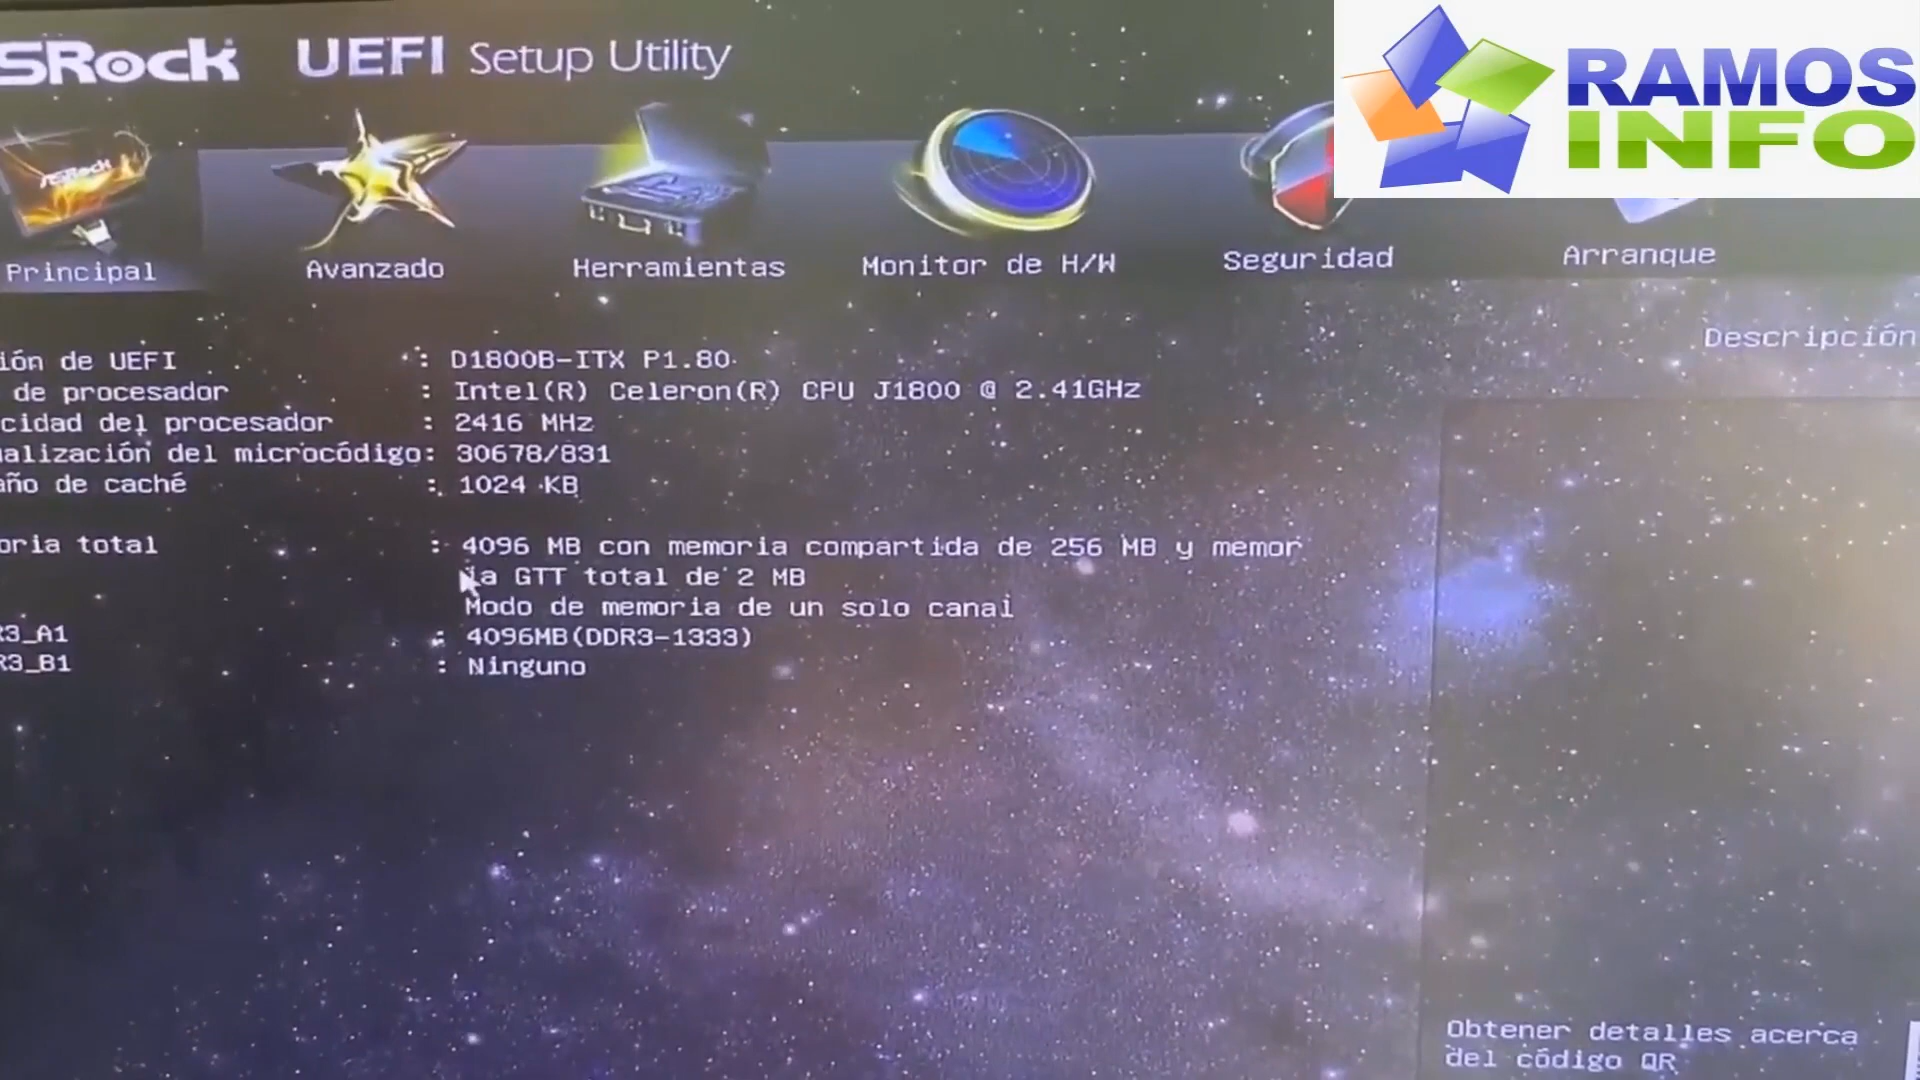 SRock UEFI Setup Utility
RAMOS
INFO
ASRock
Principal Avanzado Herramientas Monitor de H/W Seguridad Arranque
Descripción
ión de UEFI : D1800B-ITX P1.80
de procesador : Intel(R) Celeron(R) CPU J1800 @ 2.41GHz
cidad del procesador : 2416 MHz
alización del microcódigo: 30678/831
año de caché : 1024 KB
oria total : 4096 MB con memoria compartida de 256 MB y memor
ia GTT total de 2 MB
Modo de memoria de un solo canal
R3_A1 : 4096MB(DDR3-1333)
R3_B1 : Ninguno
Obtener detalles acerca
del código QR